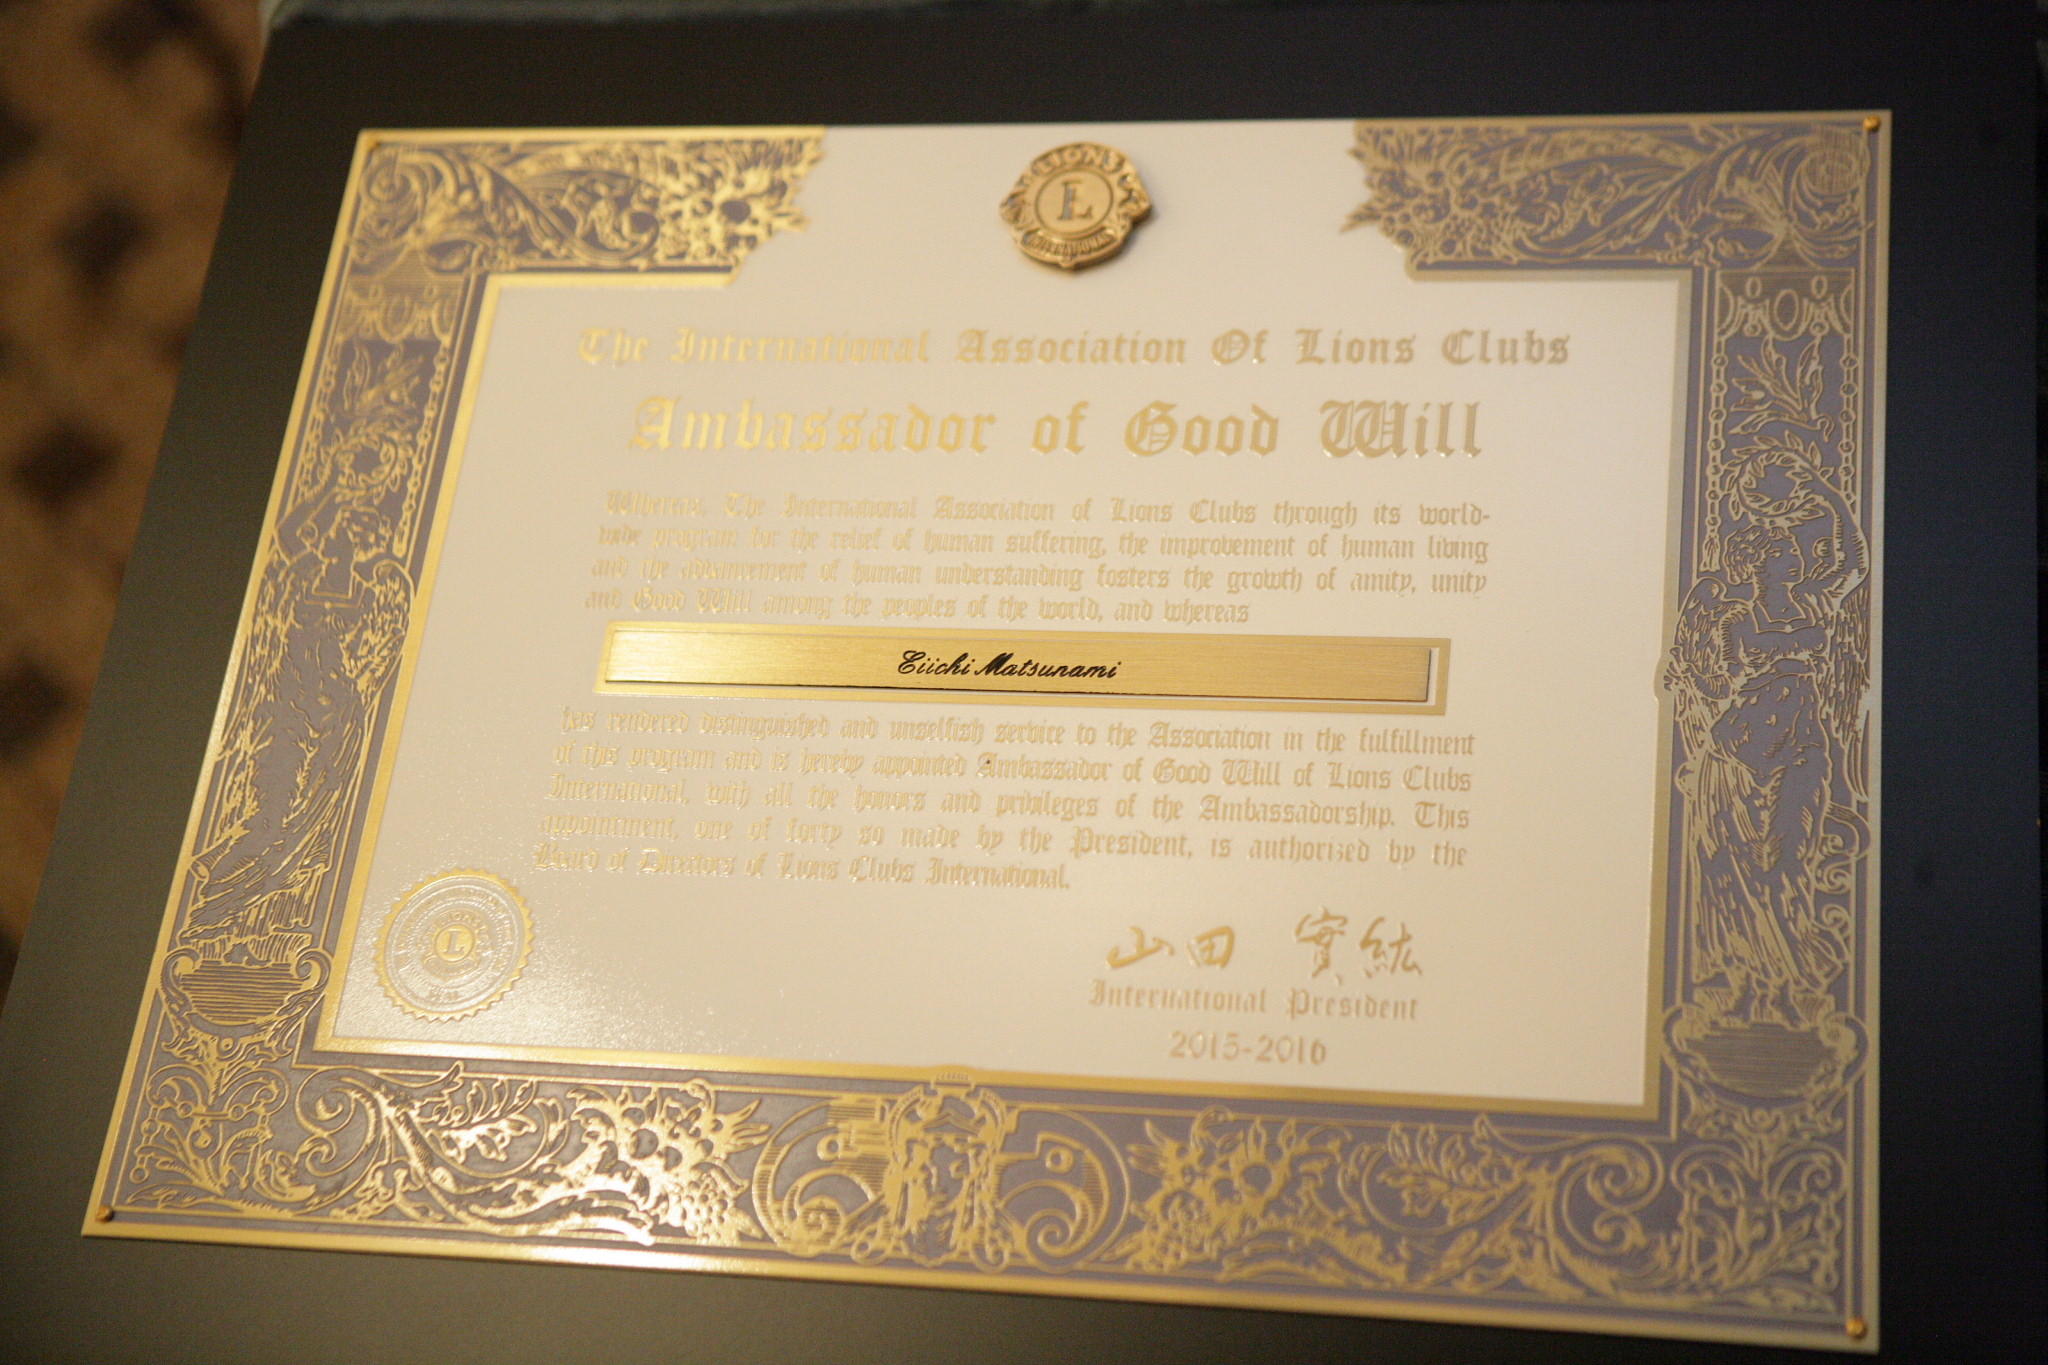 LIONS
L
INTERNATIONAL
The International Association Of Lions Clubs
Ambassador of Good Will
Whereas, The International Association of Lions Clubs through its world-
wide program for the relief of human suffering, the improvement of human living
and the advancement of human understanding fosters the growth of amity, unity
and Good Will among the peoples of the world, and whereas
Eiichi Matsunami
has rendered distinguished and unselfish service to the Association in the fulfillment
of this program and is hereby appointed Ambassador of Good Will of Lions Clubs
International, with all the honors and privileges of the Ambassadorship. This
appointment, one of forty so made by the President, is authorized by the
Board of Directors of Lions Clubs International.
LIONS
L
山田 實紘
International President
2015-2016